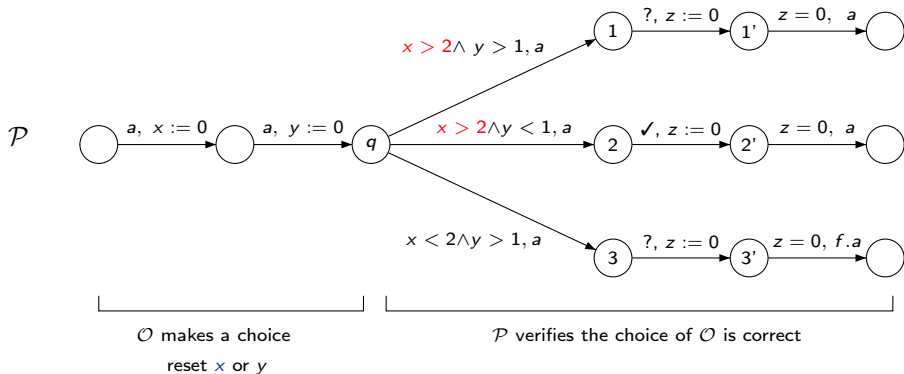 ?, z := 0
z = 0, a
1
1'
x > 2∧ y > 1, a
𝒫
a, x := 0
a, y := 0
x > 2∧y < 1, a
✓, z := 0
z = 0, a
q
2
2'
x < 2∧y > 1, a
?, z := 0
z = 0, f.a
3
3'
𝒪 makes a choice
reset x or y
𝒫 verifies the choice of 𝒪 is correct